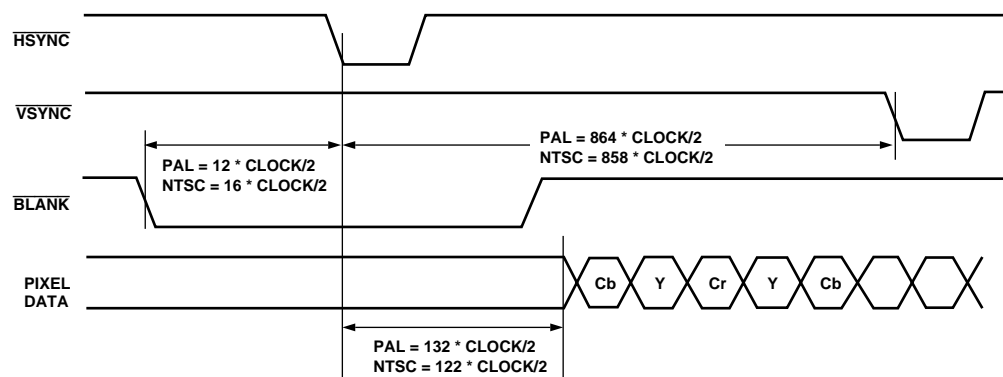 HSYNC
VSYNC
PAL = 12 * CLOCK/2
NTSC = 16 * CLOCK/2
PAL = 864 * CLOCK/2
NTSC = 858 * CLOCK/2
BLANK
PIXEL
DATA
Cb
Y
Cr
Y
Cb
PAL = 132 * CLOCK/2
NTSC = 122 * CLOCK/2